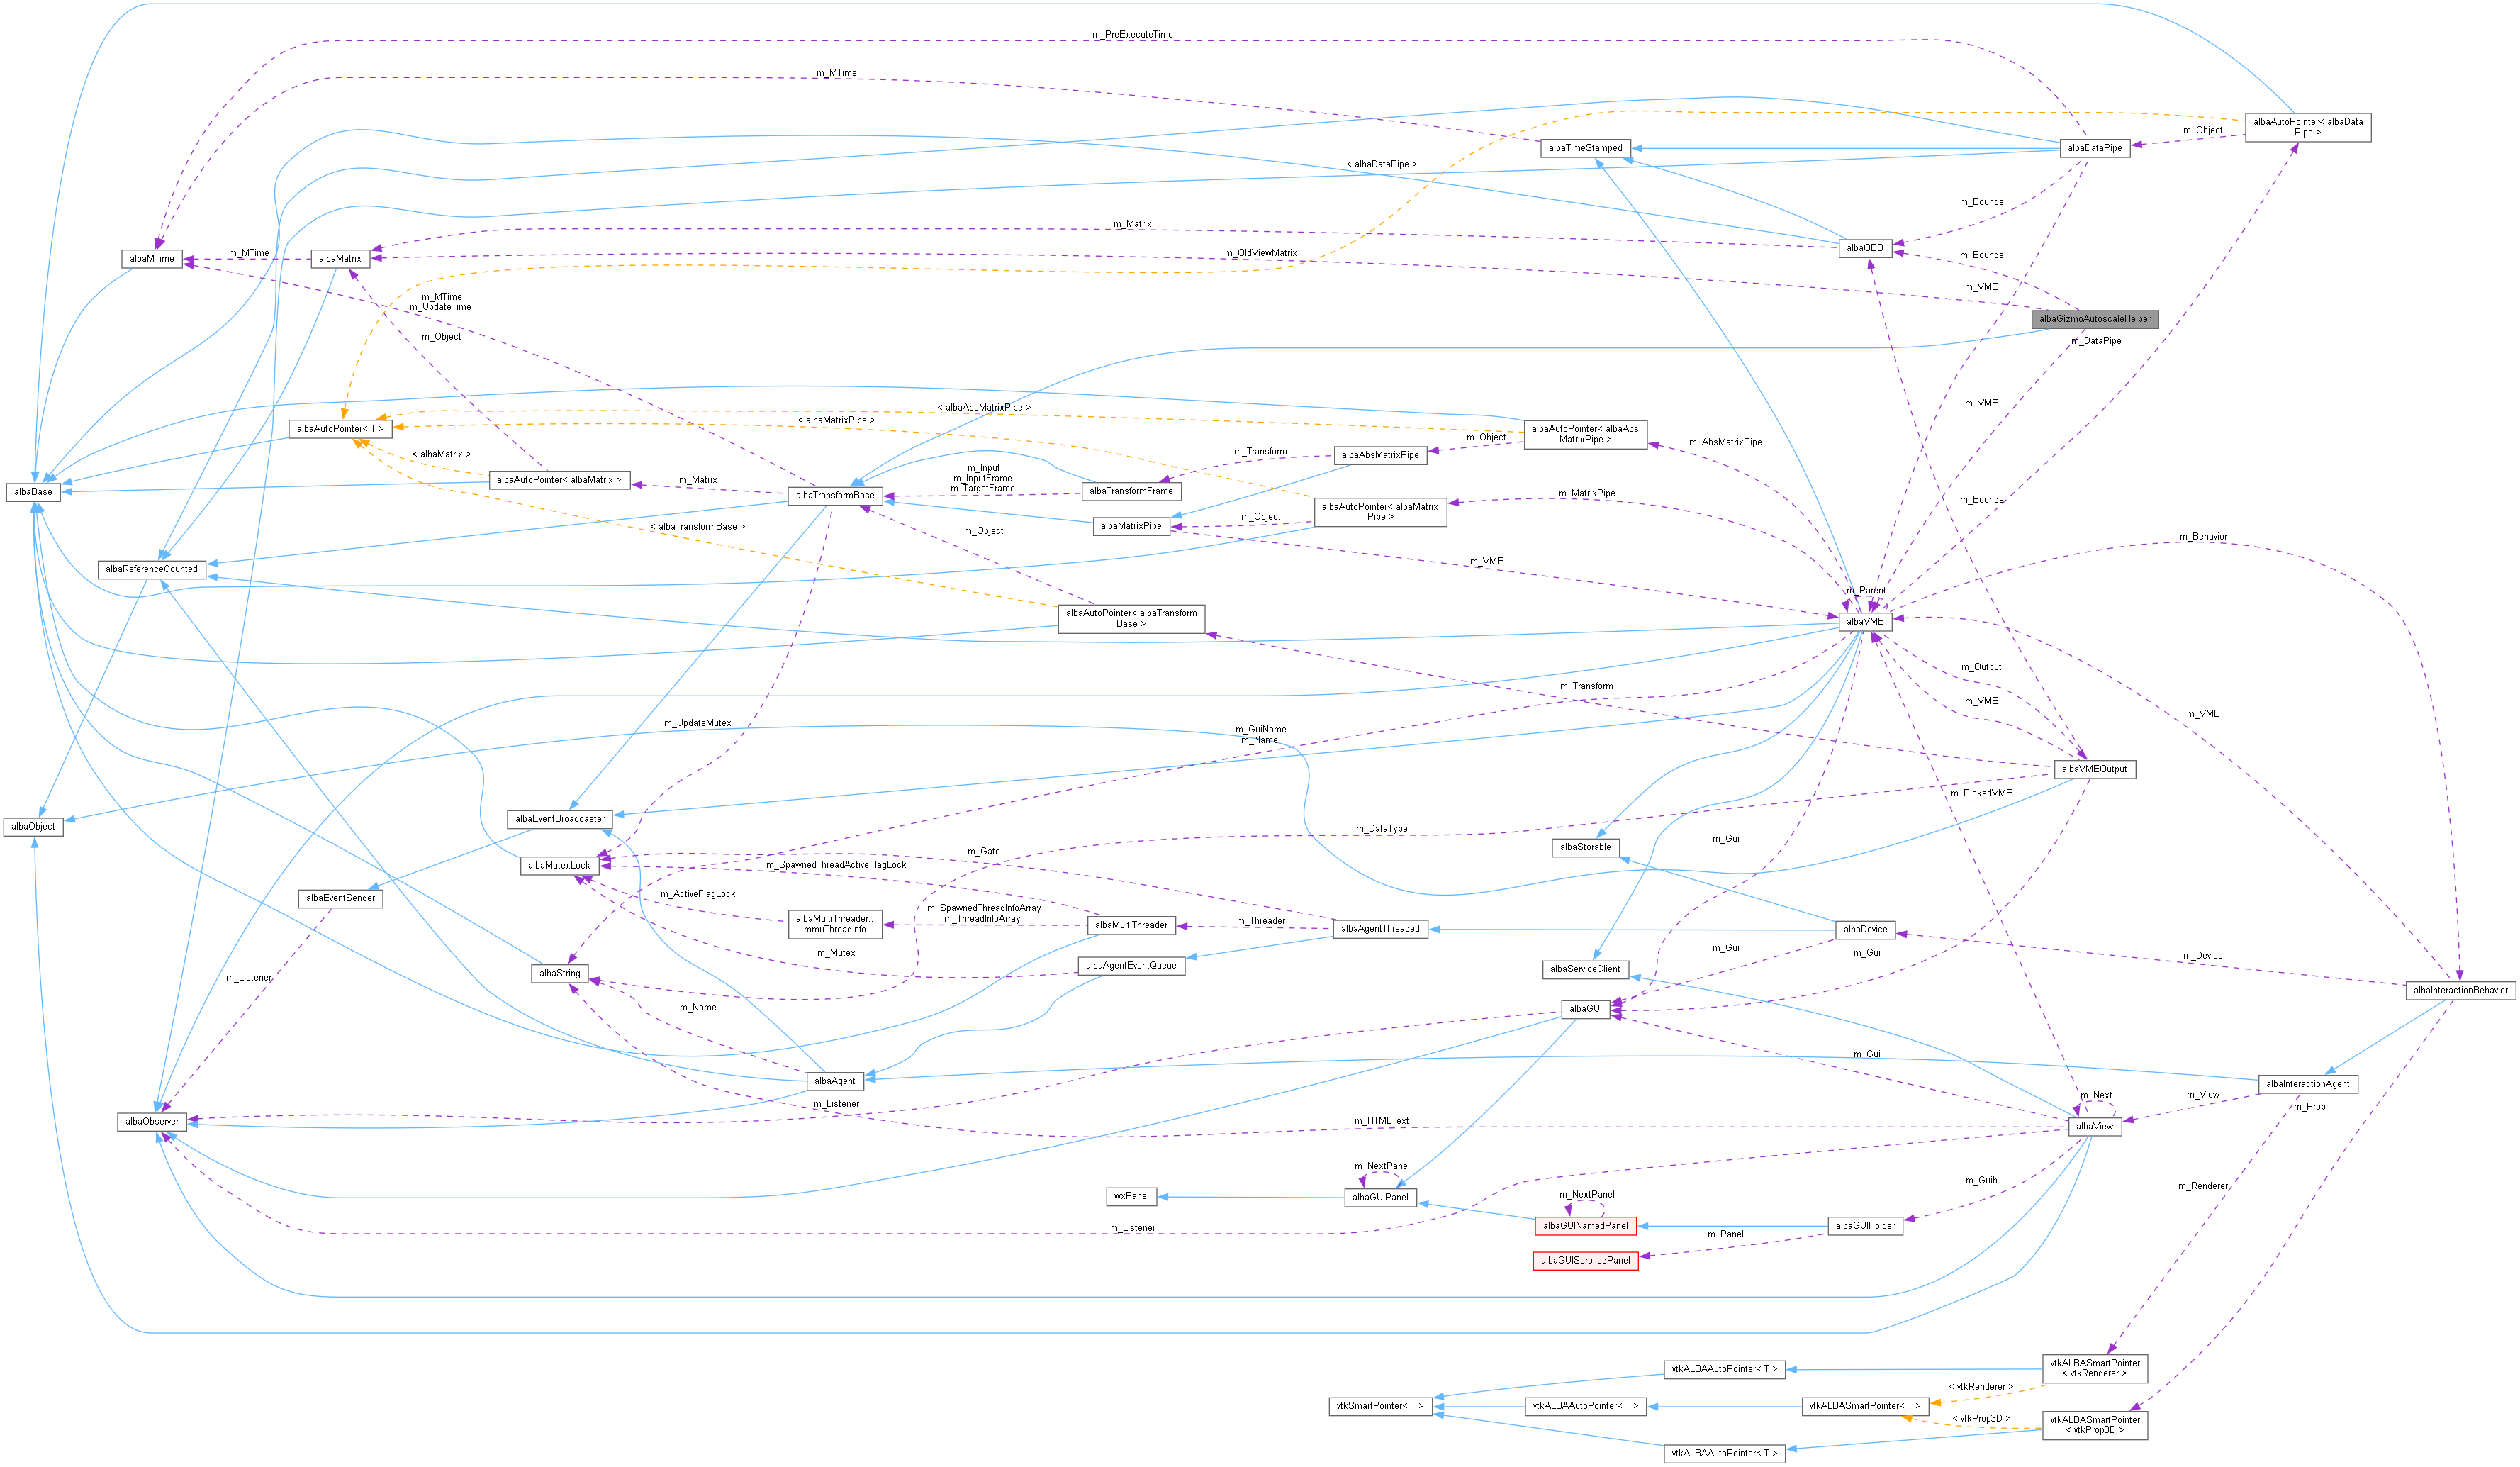 m_PreExecuteTime
m_MTime
albaAutoPointer< albaData
Pipe >
m_Object
albaTimeStamped
albaDataPipe
< albaDataPipe >
m_Bounds
m_Matrix
albaOBB
albaMTime
m_MTime
albaMatrix
m_OldViewMatrix
m_Bounds
m_VME
m_MTime
m_UpdateTime
albaGizmoAutoscaleHelper
m_Object
m_DataPipe
m_VME
< albaAbsMatrixPipe >
< albaMatrixPipe >
albaAutoPointer< T >
albaAutoPointer< albaAbs
MatrixPipe >
m_Object
m_AbsMatrixPipe
< albaMatrix >
m_Transform
albaAbsMatrixPipe
albaBase
albaAutoPointer< albaMatrix >
m_Matrix
albaTransformBase
m_Input
m_InputFrame
m_TargetFrame
albaTransformFrame
m_MatrixPipe
m_Bounds
albaAutoPointer< albaMatrix
Pipe >
m_Object
albaMatrixPipe
< albaTransformBase >
m_Object
m_Behavior
albaReferenceCounted
m_VME
m_Parent
albaAutoPointer< albaTransform
Base >
albaVME
m_Output
m_Transform
m_VME
m_VME
m_UpdateMutex
m_GuiName
m_Name
albaVMEOutput
m_PickedVME
albaObject
albaEventBroadcaster
m_DataType
m_Gui
albaStorable
albaMutexLock
m_SpawnedThreadActiveFlagLock
m_Gate
albaEventSender
m_ActiveFlagLock
albaMultiThreader::
mmuThreadInfo
m_SpawnedThreadInfoArray
m_ThreadInfoArray
albaMultiThreader
m_Threader
albaAgentThreaded
albaDevice
m_Mutex
m_Gui
m_Gui
m_Device
albaString
albaAgentEventQueue
albaServiceClient
m_Listener
albaInteractionBehavior
m_Name
albaGUI
m_Gui
albaAgent
albaInteractionAgent
m_Listener
m_Next
m_View
m_Prop
albaObserver
m_HTMLText
albaView
m_NextPanel
wxPanel
albaGUIPanel
m_NextPanel
m_Guih
m_Renderer
m_Listener
albaGUINamedPanel
albaGUIHolder
m_Panel
albaGUIScrolledPanel
vtkALBAAutoPointer< T >
vtkALBASmartPointer
< vtkRenderer >
< vtkRenderer >
vtkSmartPointer< T >
vtkALBAAutoPointer< T >
vtkALBASmartPointer< T >
< vtkProp3D >
vtkALBASmartPointer
< vtkProp3D >
vtkALBAAutoPointer< T >